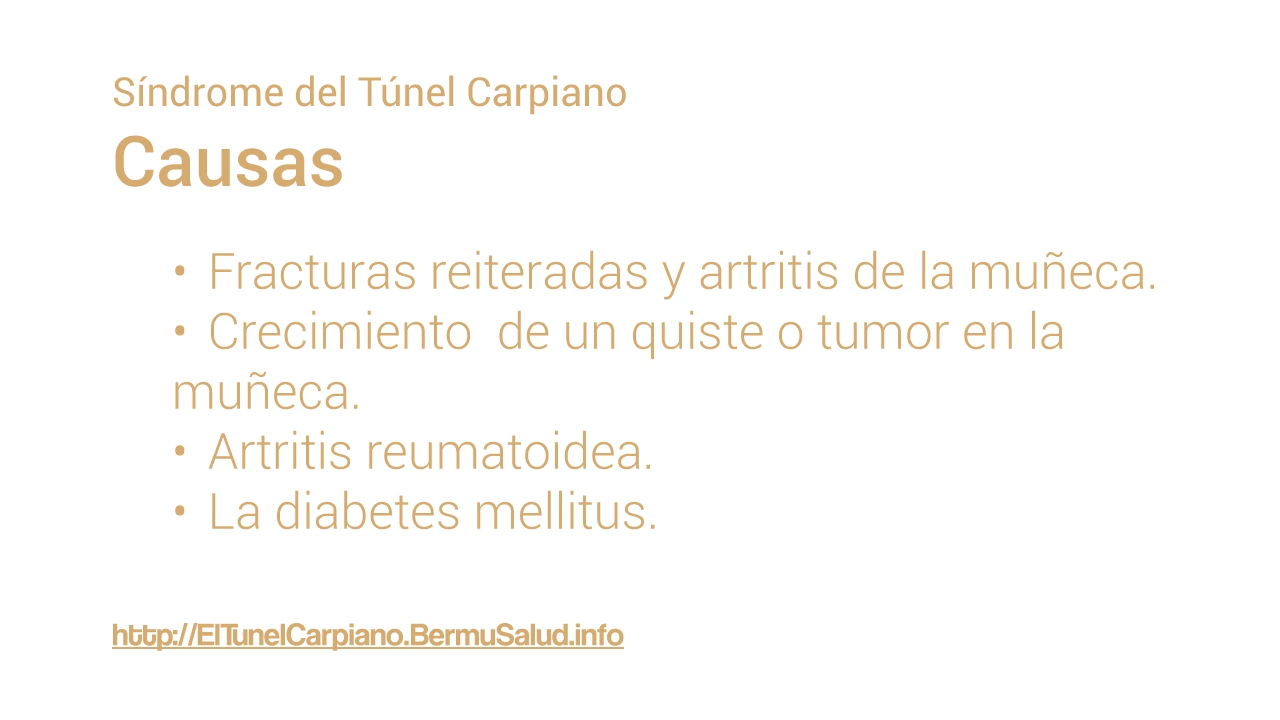 Síndrome del Túnel Carpiano
Causas
• Fracturas reiteradas y artritis de la muñeca.
• Crecimiento  de un quiste o tumor en la
muñeca.
• Artritis reumatoidea.
• La diabetes mellitus.
http://ElTunelCarpiano.BermuSalud.info